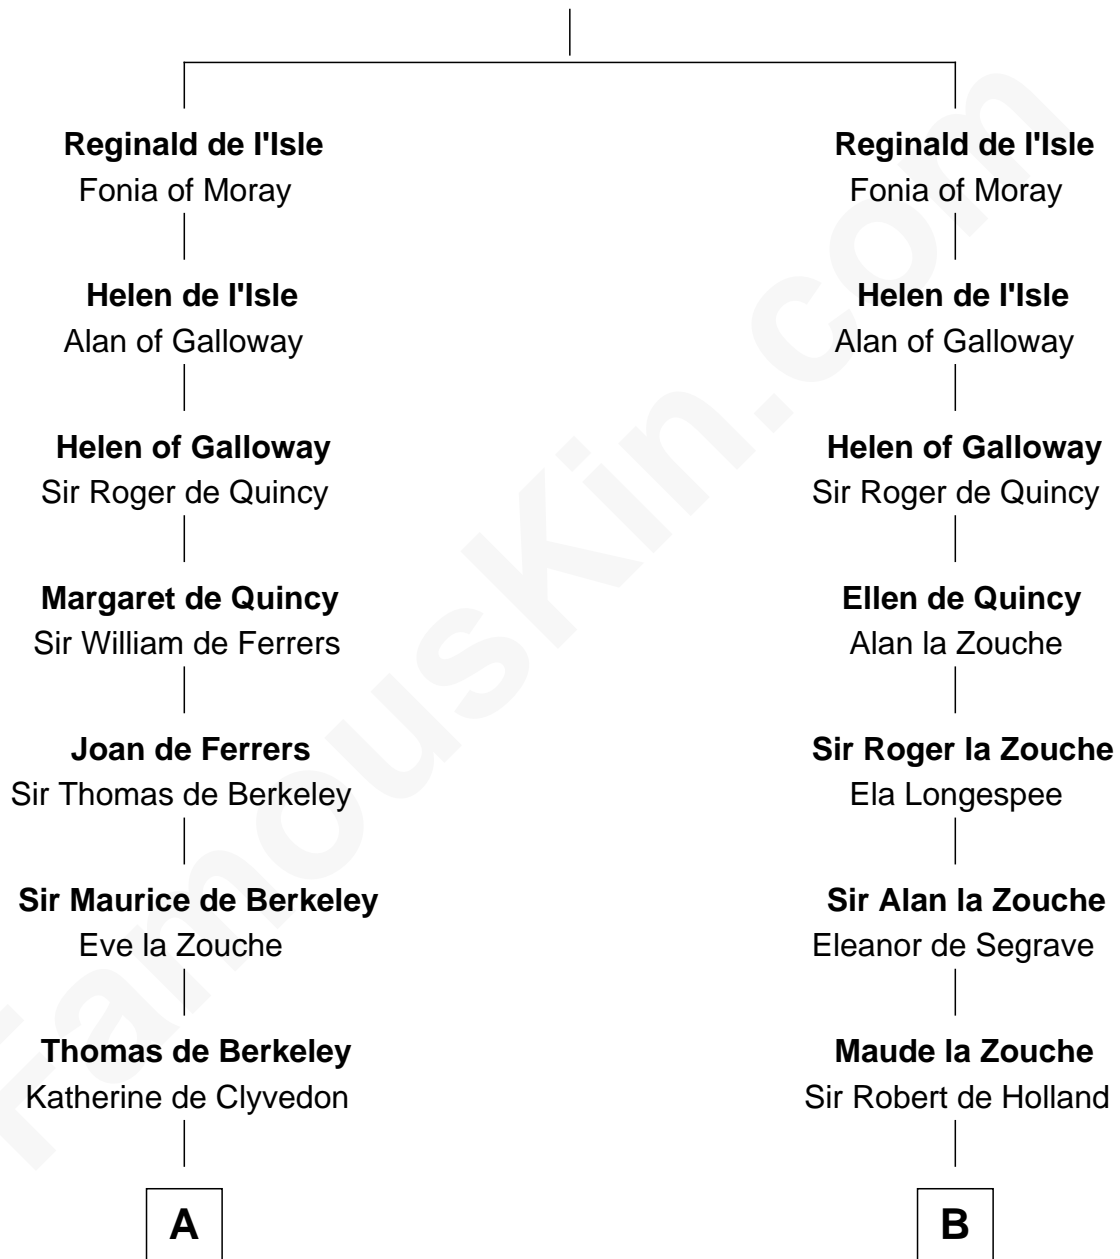 Reginald de l'Isle
Fonia of Moray
Helen de l'Isle
Alan of Galloway
Helen of Galloway
Sir Roger de Quincy
Margaret de Quincy
Sir William de Ferrers
Joan de Ferrers
Sir Thomas de Berkeley
Sir Maurice de Berkeley
Eve la Zouche
Thomas de Berkeley
Katherine de Clyvedon
A
Reginald de l'Isle
Fonia of Moray
Helen de l'Isle
Alan of Galloway
Helen of Galloway
Sir Roger de Quincy
Ellen de Quincy
Alan la Zouche
Sir Roger la Zouche
Ela Longespee
Sir Alan la Zouche
Eleanor de Segrave
Maude la Zouche
Sir Robert de Holland
B
FamousKin.com